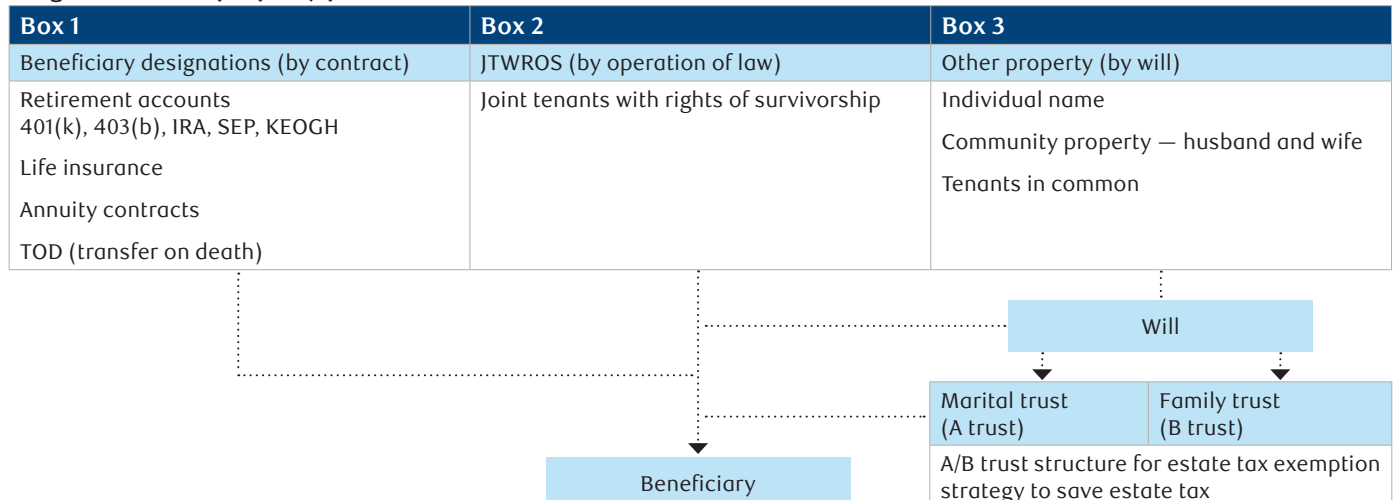 Box 1
Beneficiary designations (by contract)
Retirement accounts
401(k), 403(b), IRA, SEP, KEOGH
Life insurance
Annuity contracts
TOD (transfer on death)
Box 2
JTWROS (by operation of law)
Joint tenants with rights of survivorship
Box 3
Other property (by will)
Individual name
Community property — husband and wife
Tenants in common
Will
Marital trust
(A trust)
Family trust
(B trust)
A/B trust structure for estate tax exemption
strategy to save estate tax
Beneficiary